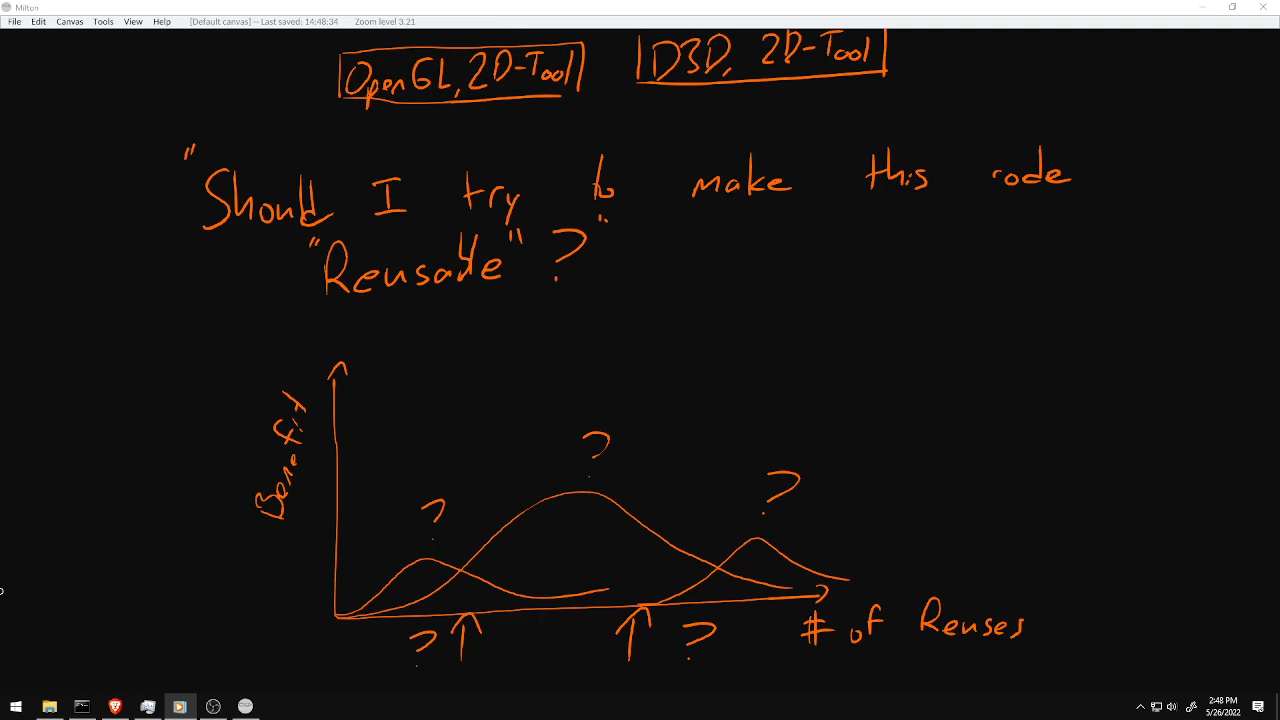 Milton
File Edit Canvas Tools View Help [Default canvas] -- Last saved: 14:48:34 Zoom level 3.21
OpenGL, 2D-Tool
D3D, 2D-Tool
"Should I try to make this code
"Reusable" ?"
Benefit
?
?
?
? ?
# of Reuses
2:48 PM
5/26/2022